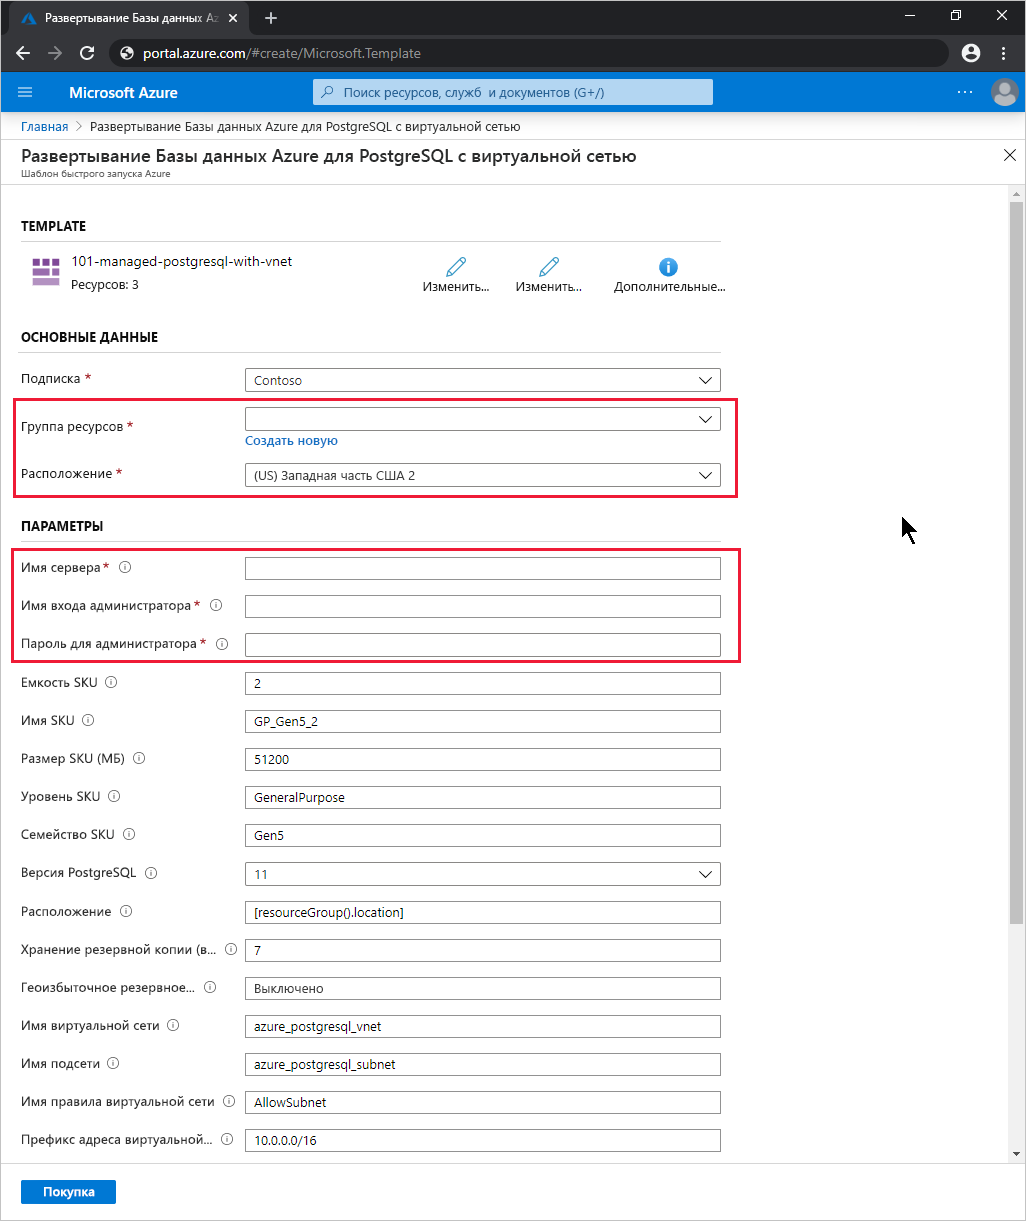 Развертывание Базы данных Az
portal.azure.com/#create/Microsoft.Template
Microsoft Azure
Поиск ресурсов, служб и документов (G+/)
Главная > Развертывание Базы данных Azure для PostgreSQL с виртуальной сетью
Развертывание Базы данных Azure для PostgreSQL с виртуальной сетью
Шаблон быстрого запуска Azure
TEMPLATE
101-managed-postgresql-with-vnet
Ресурсов: 3
Изменить... Изменить... Дополнительные...
ОСНОВНЫЕ ДАННЫЕ
Подписка * Contoso
Группа ресурсов *
Создать новую
Расположение * (US) Западная часть США 2
ПАРАМЕТРЫ
Имя сервера *
Имя входа администратора *
Пароль для администратора *
Емкость SKU 2
Имя SKU GP_Gen5_2
Размер SKU (МБ) 51200
Уровень SKU GeneralPurpose
Семейство SKU Gen5
Версия PostgreSQL 11
Расположение [resourceGroup().location]
Хранение резервной копии (в... 7
Геоизбыточное резервное... Выключено
Имя виртуальной сети azure_postgresql_vnet
Имя подсети azure_postgresql_subnet
Имя правила виртуальной сети AllowSubnet
Префикс адреса виртуальной... 10.0.0.0/16
Покупка